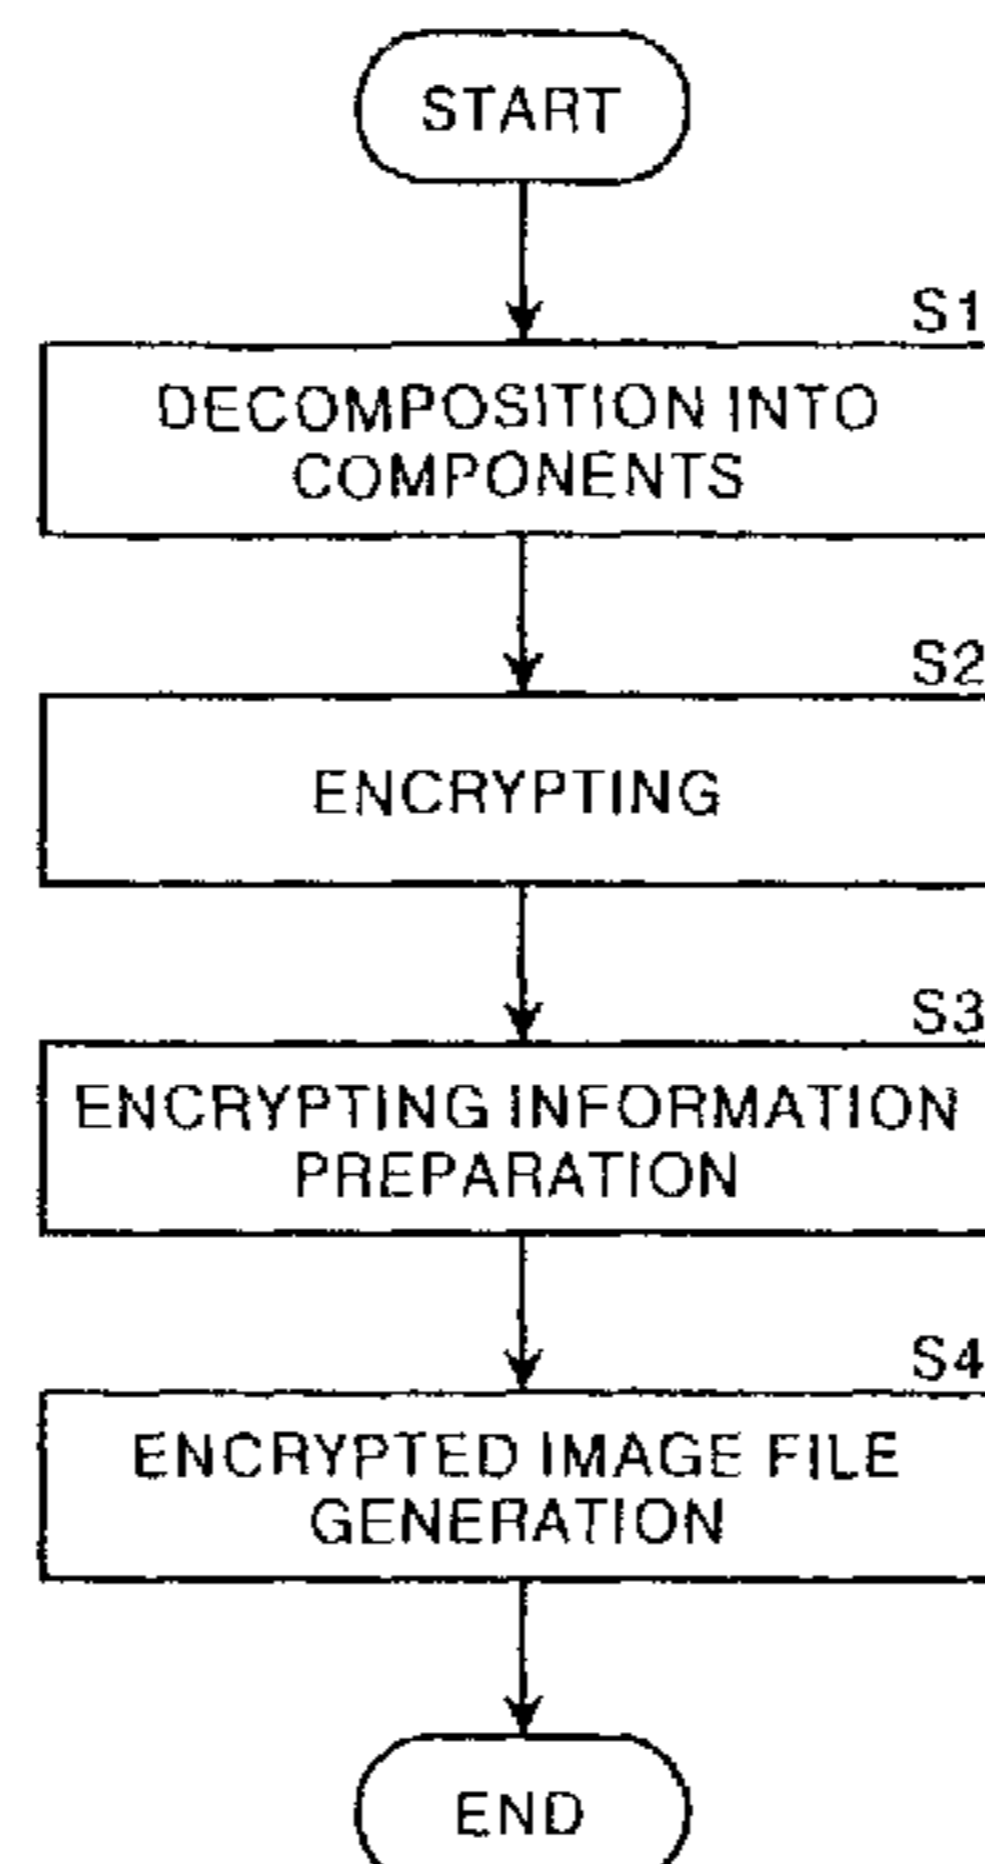 START
S1
DECOMPOSITION INTO
COMPONENTS
S2
ENCRYPTING
S3
ENCRYPTING INFORMATION
PREPARATION
S4
ENCRYPTED IMAGE FILE
GENERATION
END